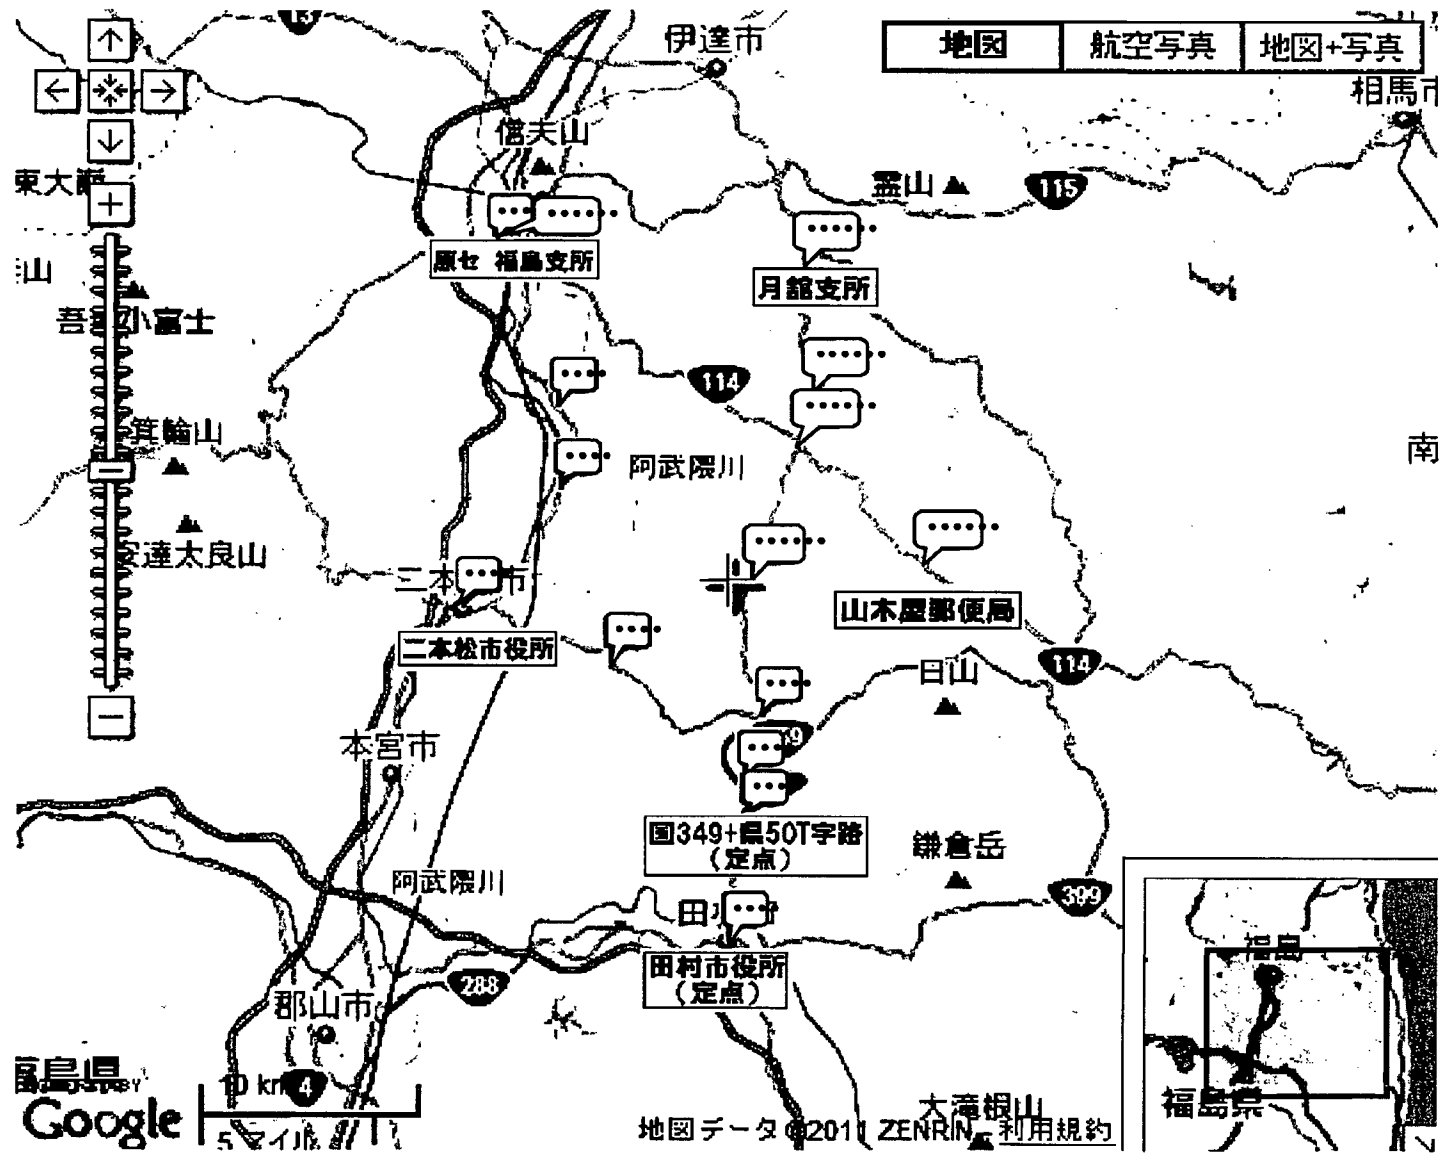 13
伊達市
地図 航空写真 地図+写真
相馬市
信夫山
東大巓
霊山
115
原セ 福島支所
月舘支所
山
吾妻小富士
114
箕輪山
阿武隈川
南
安達太良山
二本松市
山木屋郵便局
二本松市役所
日山
114
本宮市
9
国349+県50T字路
(定点)
鎌倉岳
阿武隈川
399
田村市役所
(定点)
288
郡山市
福島
福島県
福島県
10 km
4
Google
5 マイル
大滝根山
地図データ ©2011 ZENRIN - 利用規約